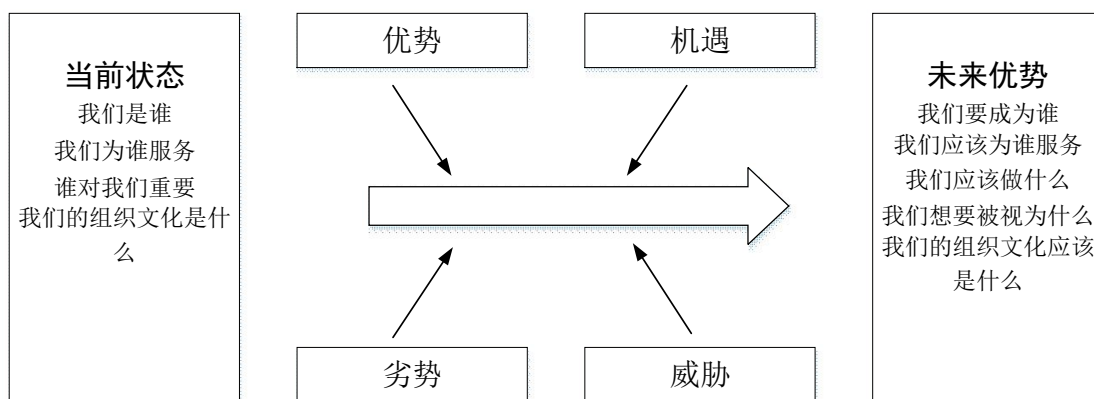 当前状态
我们是谁
我们为谁服务
谁对我们重要
我们的组织文化是什
么
优势
机遇
劣势
威胁
未来优势
我们要成为谁
我们应该为谁服务
我们应该做什么
我们想要被视为什么
我们的组织文化应该
是什么